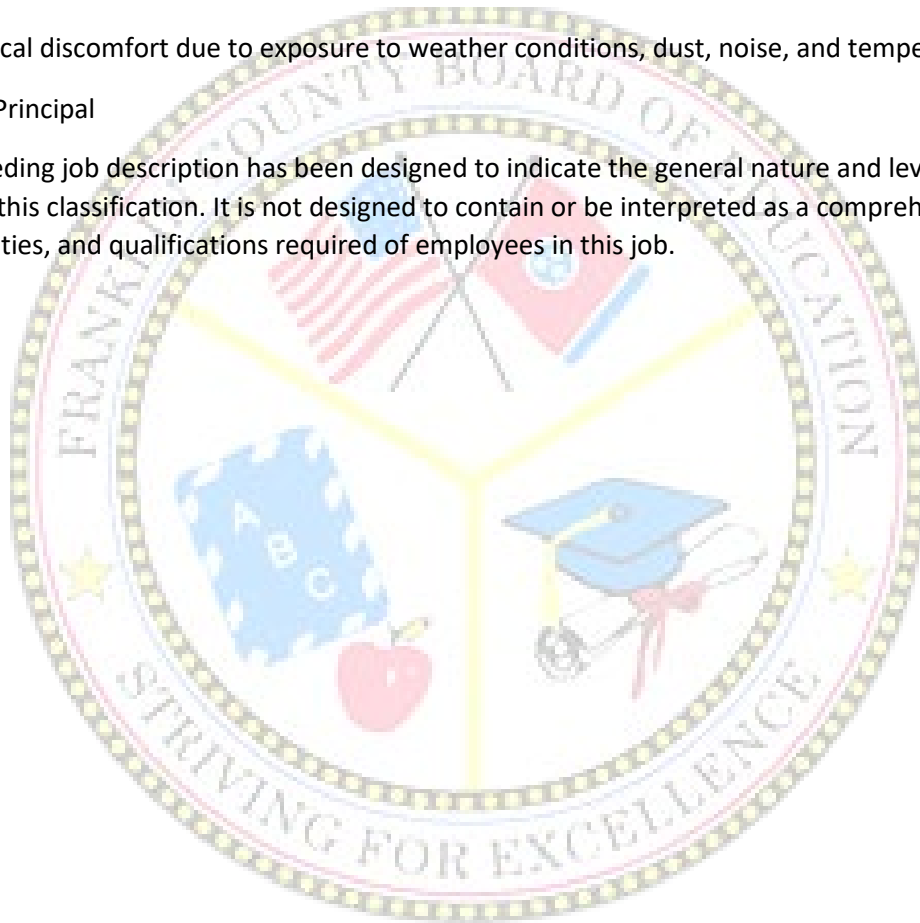 cal discomfort due to exposure to weather conditions, dust, noise, and tempe
Principal
eding job description has been designed to indicate the general nature and lev
this classification. It is not designed to contain or be interpreted as a compreh
ties, and qualifications required of employees in this job.
FRANKLIN COUNTY BOARD OF EDUCATION
A
B
C
STRIVING FOR EXCELLENCE